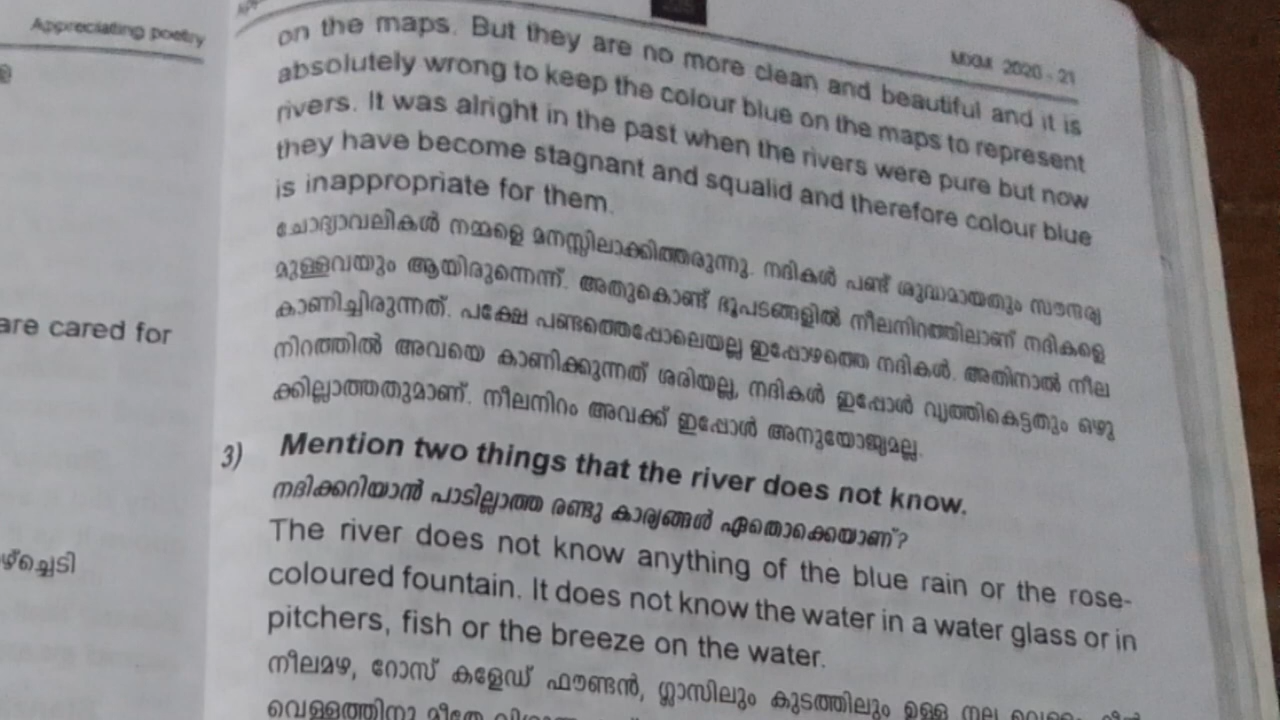 Appreciating poetry
are cared for
ഴ്ച്ചെടി
MXM 2020 - 21
on the maps. But they are no more clean and beautiful and it is
absolutely wrong to keep the colour blue on the maps to represent
rivers. It was alright in the past when the rivers were pure but now
they have become stagnant and squalid and therefore colour blue
is inappropriate for them.
ചോദ്യാവലികൾ നമ്മളെ മനസ്സിലാക്കിത്തരുന്നു. നദികൾ പണ്ട് ശുദ്ധമായതും സൗന്ദര്യ
മുള്ളവയും ആയിരുന്നെന്ന്. അതുകൊണ്ട് ഭൂപടങ്ങളിൽ നീലനിറത്തിലാണ് നദികളെ
കാണിച്ചിരുന്നത്. പക്ഷേ പണ്ടത്തെപ്പോലെയല്ല ഇപ്പോഴത്തെ നദികൾ. അതിനാൽ നീല
നിറത്തിൽ അവയെ കാണിക്കുന്നത് ശരിയല്ല, നദികൾ ഇപ്പോൾ വൃത്തികെട്ടതും ഒഴു
ക്കില്ലാത്തതുമാണ്. നീലനിറം അവക്ക് ഇപ്പോൾ അനുയോജ്യമല്ല.
3) Mention two things that the river does not know.
നദിക്കറിയാൻ പാടില്ലാത്ത രണ്ടു കാര്യങ്ങൾ ഏതൊക്കെയാണ്?
The river does not know anything of the blue rain or the rose-
coloured fountain. It does not know the water in a water glass or in
pitchers, fish or the breeze on the water.
നീലമഴ, റോസ് കളേഡ് ഫൗണ്ടൻ, ഗ്ലാസിലും കുടത്തിലും ഉള്ള നല്ല വെള്ളം
വെള്ളത്തിനു മീതേ